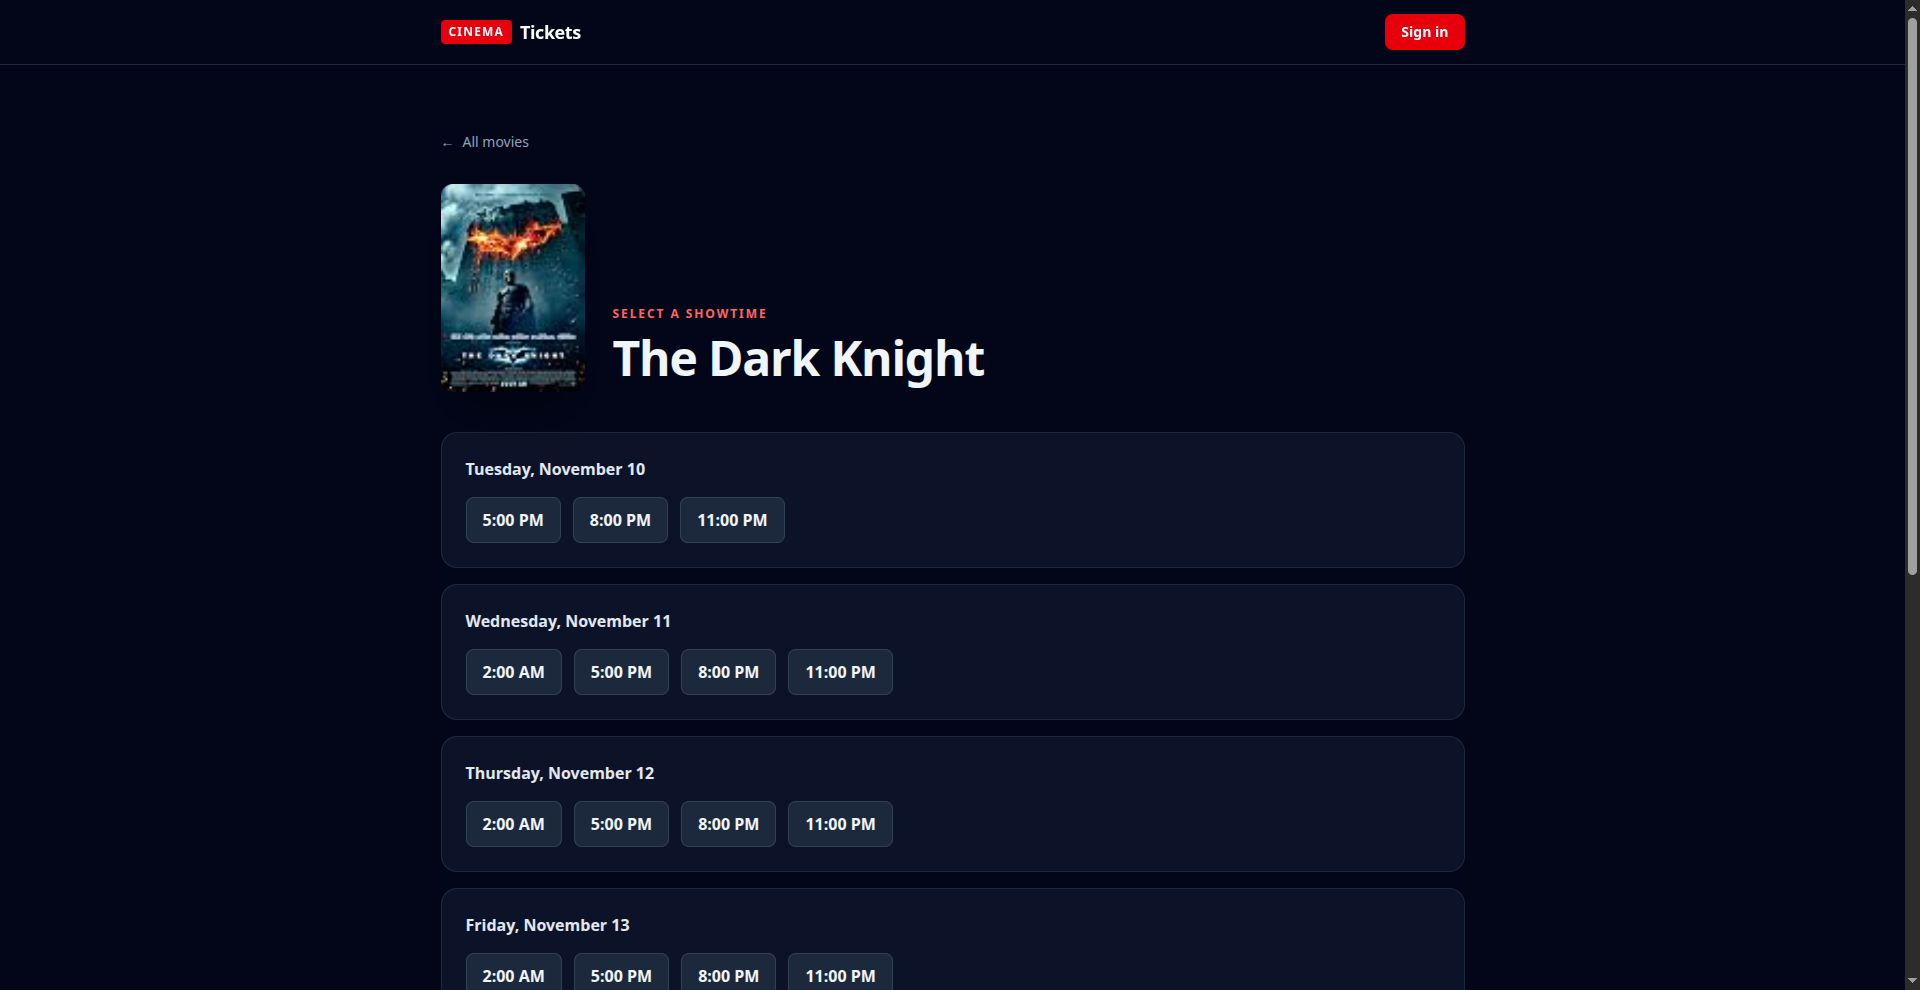 CINEMA Tickets
Sign in
← All movies
THE DARK KNIGHT
SELECT A SHOWTIME
The Dark Knight
Tuesday, November 10
5:00 PM 8:00 PM 11:00 PM
Wednesday, November 11
2:00 AM 5:00 PM 8:00 PM 11:00 PM
Thursday, November 12
2:00 AM 5:00 PM 8:00 PM 11:00 PM
Friday, November 13
2:00 AM 5:00 PM 8:00 PM 11:00 PM